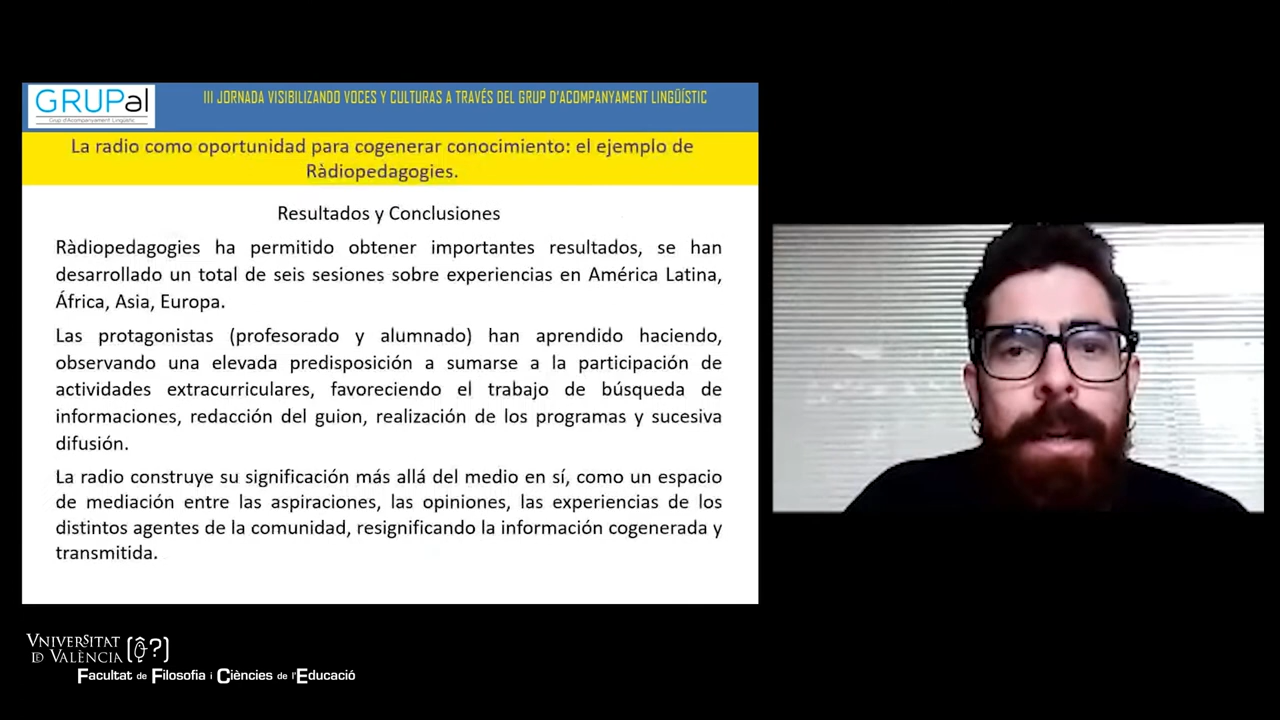 GRUPal
Grup d'Acompanyament Lingüístic
III JORNADA VISIBILIZANDO VOCES Y CULTURAS A TRAVÉS DEL GRUP D'ACOMPANYAMENT LINGÜÍSTIC
La radio como oportunidad para cogenerar conocimiento: el ejemplo de
Ràdiopedagogies.
Resultados y Conclusiones
Ràdiopedagogies ha permitido obtener importantes resultados, se han
desarrollado un total de seis sesiones sobre experiencias en América Latina,
África, Asia, Europa.
Las protagonistas (profesorado y alumnado) han aprendido haciendo,
observando una elevada predisposición a sumarse a la participación de
actividades extracurriculares, favoreciendo el trabajo de búsqueda de
informaciones, redacción del guion, realización de los programas y sucesiva
difusión.
La radio construye su significación más allá del medio en sí, como un espacio
de mediación entre las aspiraciones, las opiniones, las experiencias de los
distintos agentes de la comunidad, resignificando la información cogenerada y
transmitida.
VNIVERSITAT
DE VALÈNCIA
Facultat de Filosofia i Ciències de l'Educació